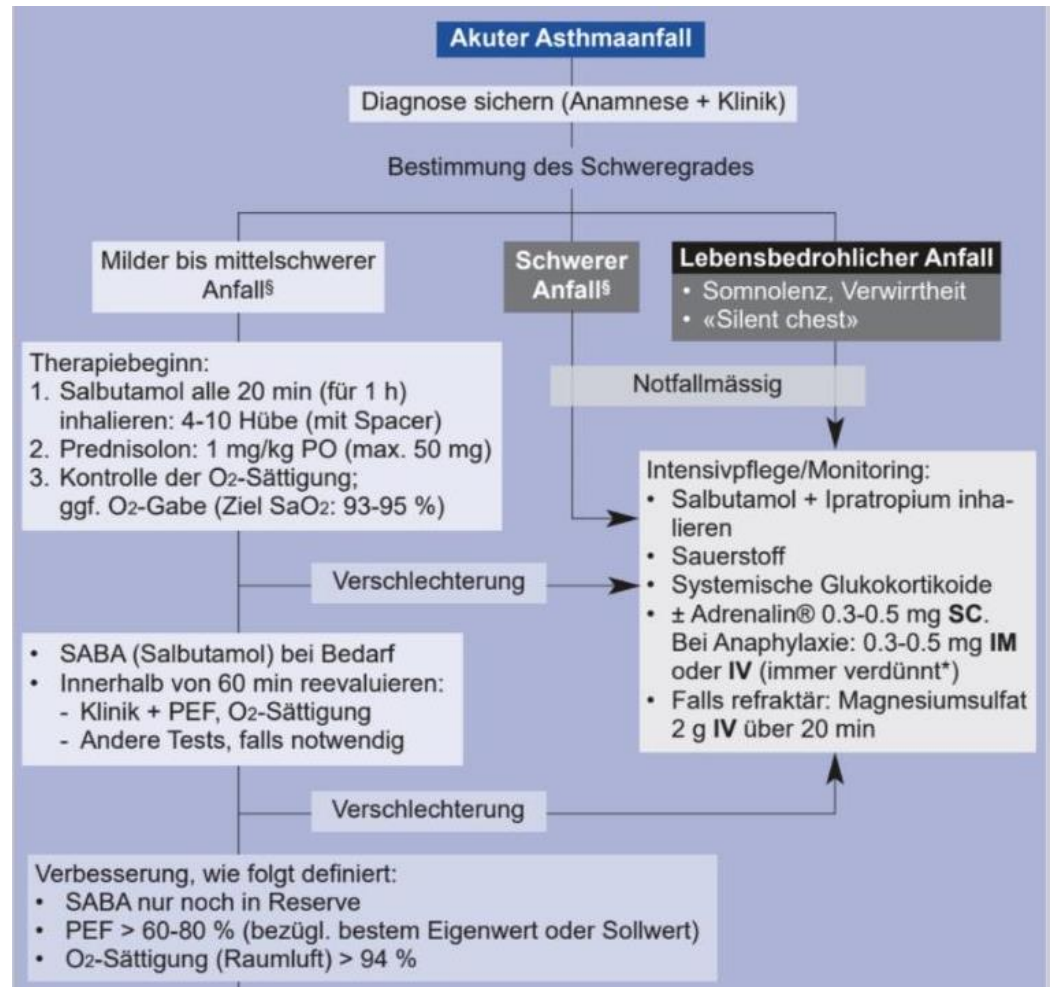 Akuter Asthmaanfall
Diagnose sichern (Anamnese + Klinik)
Bestimmung des Schweregrades
Milder bis mittelschwerer
Anfall§
Schwerer
Anfall§
Lebensbedrohlicher Anfall
• Somnolenz, Verwirrtheit
• «Silent chest»
Therapiebeginn:
1. Salbutamol alle 20 min (für 1 h)
inhalieren: 4-10 Hübe (mit Spacer)
2. Prednisolon: 1 mg/kg PO (max. 50 mg)
3. Kontrolle der O2-Sättigung;
ggf. O2-Gabe (Ziel SaO2: 93-95 %)
Notfallmässig
Intensivpflege/Monitoring:
• Salbutamol + Ipratropium inha-
lieren
• Sauerstoff
• Systemische Glukokortikoide
• ± Adrenalin® 0.3-0.5 mg SC.
Bei Anaphylaxie: 0.3-0.5 mg IM
oder IV (immer verdünnt*)
• Falls refraktär: Magnesiumsulfat
2 g IV über 20 min
Verschlechterung
• SABA (Salbutamol) bei Bedarf
• Innerhalb von 60 min reevaluieren:
- Klinik + PEF, O2-Sättigung
- Andere Tests, falls notwendig
Verschlechterung
Verbesserung, wie folgt definiert:
• SABA nur noch in Reserve
• PEF > 60-80 % (bezügl. bestem Eigenwert oder Sollwert)
• O2-Sättigung (Raumluft) > 94 %